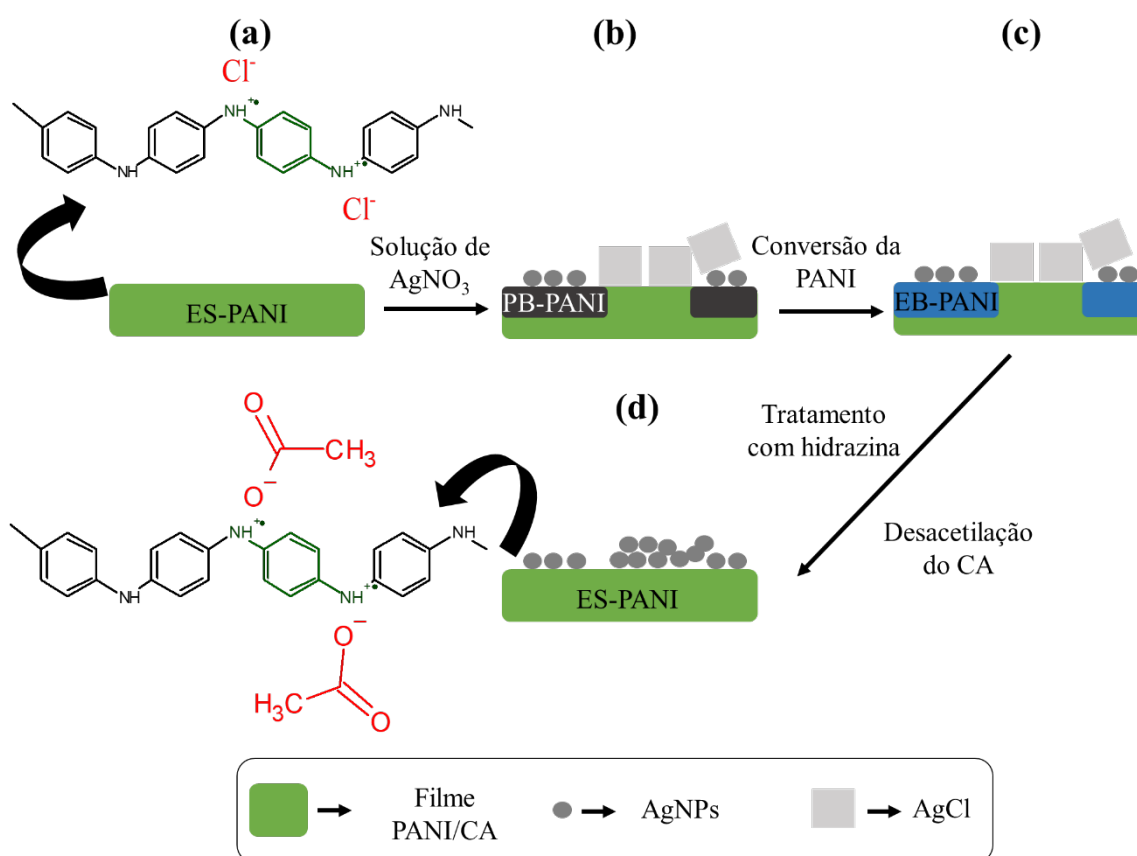 (a)
(b)
(c)
Cl-
NH+•
NH
NH
NH+•
Cl-
Solução de
AgNO3
Conversão da
PANI
ES-PANI
PB-PANI
EB-PANI
(d)
Tratamento
com hidrazina
O
CH3
O−
NH+•
NH
NH
NH+•
Desacetilação
do CA
ES-PANI
O−
H3C
O
Filme
PANI/CA
AgNPs
AgCl